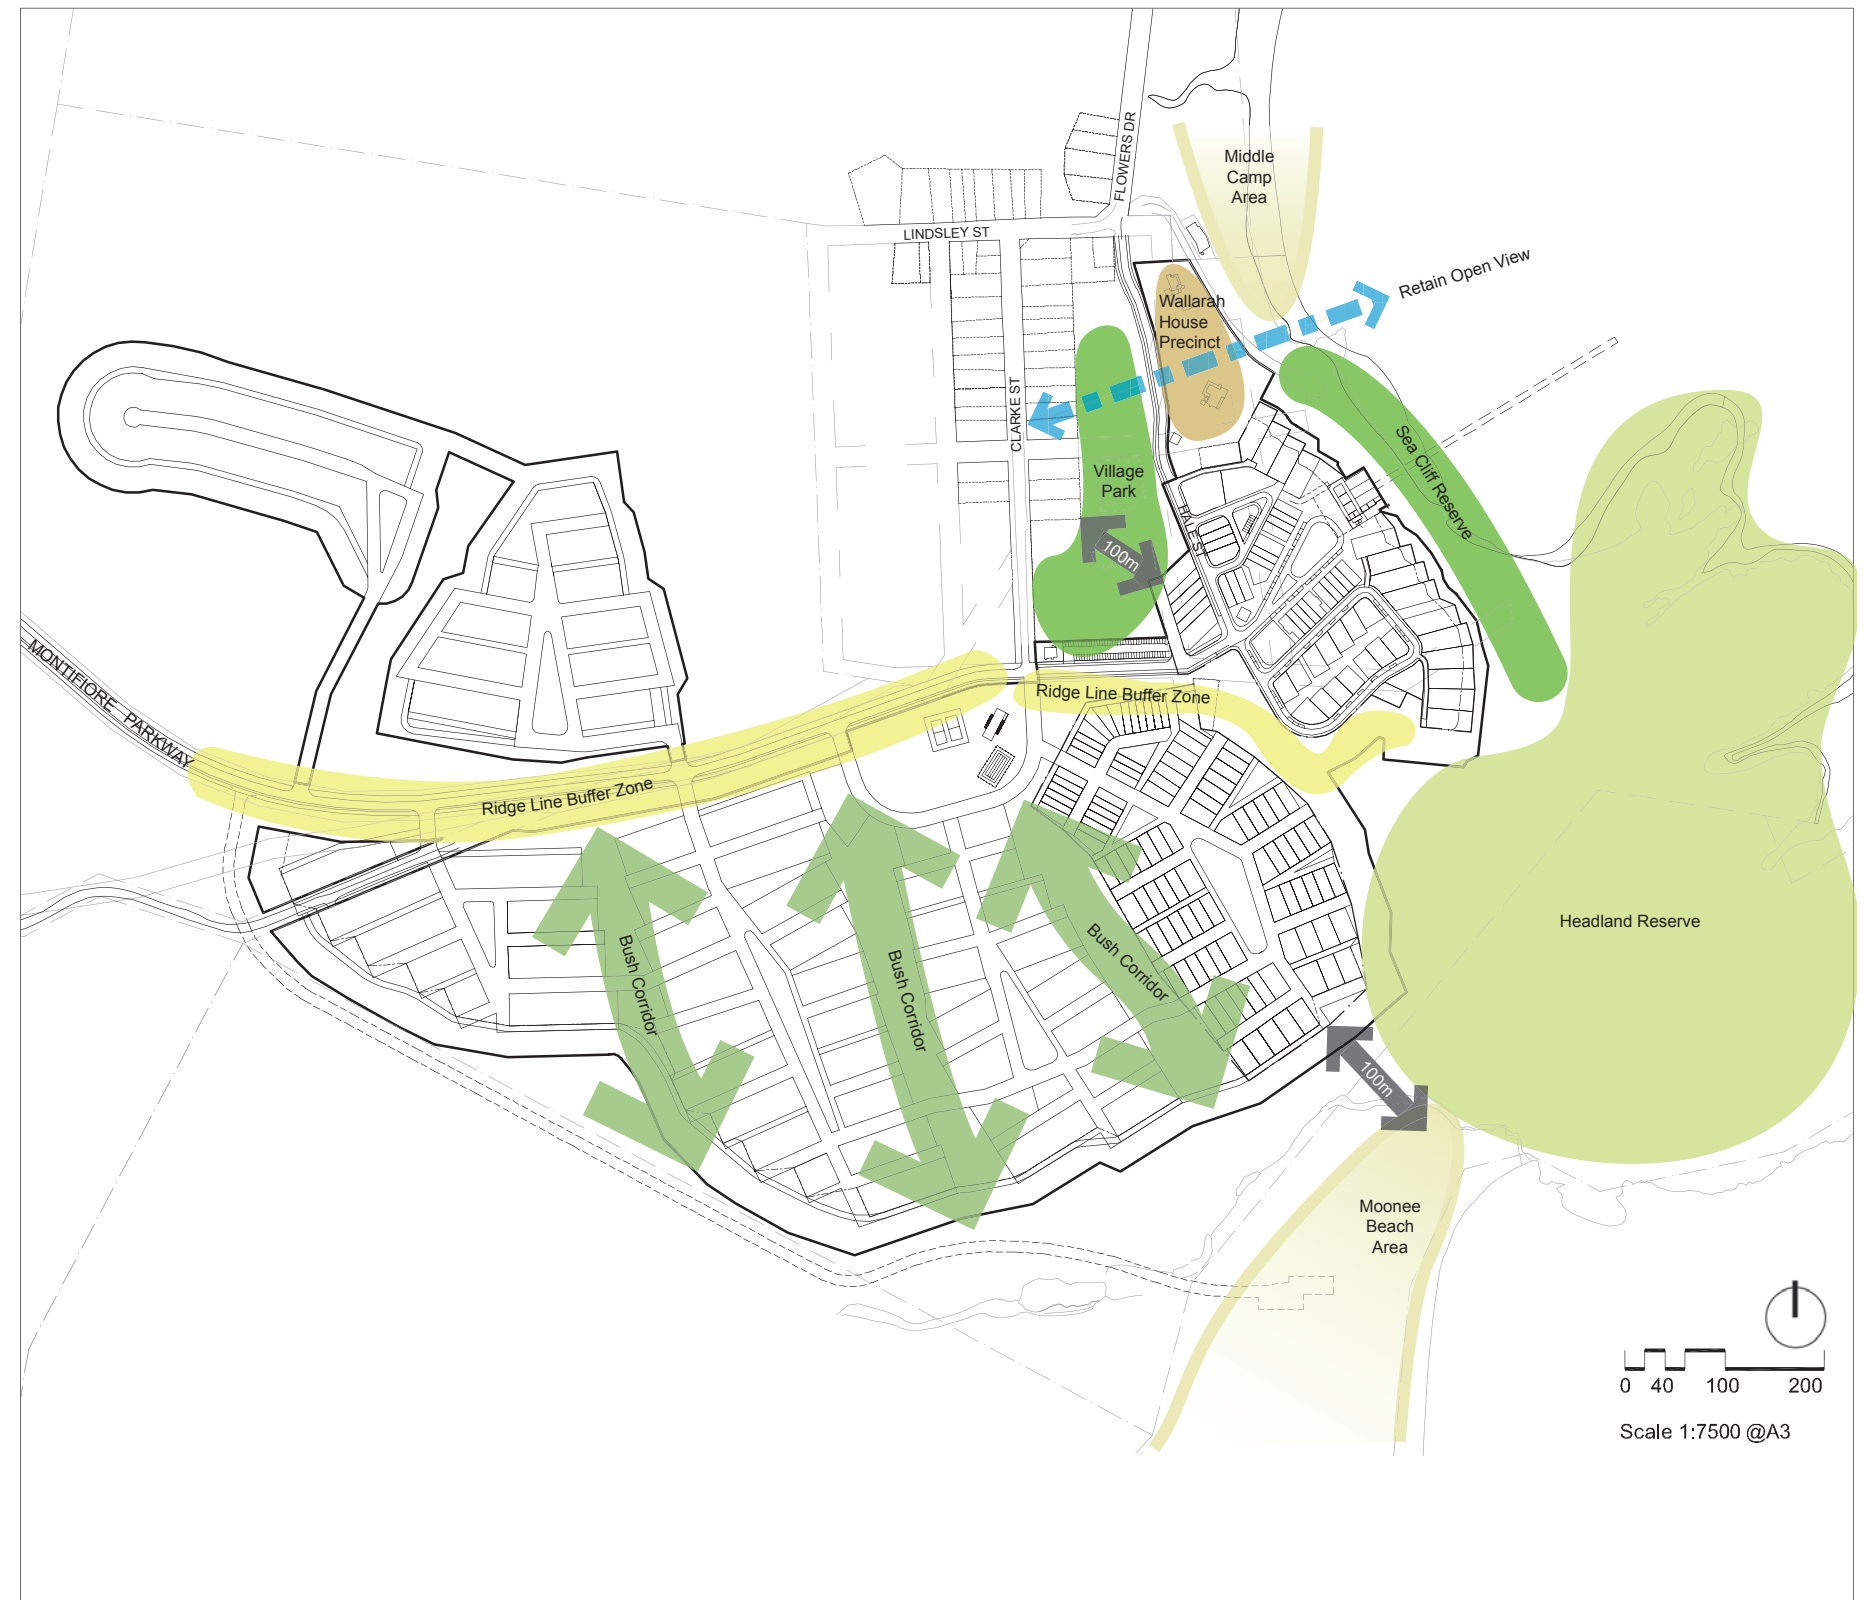 FLOWERS DR
Middle
Camp
Area
LINDSLEY ST
Retain Open View
Wallarah
House
Precinct
CLARKE ST
Village
Park
Sea Cliff Reserve
HALE ST
100m
MONTIFIORE PARKWAY
Ridge Line Buffer Zone
Ridge Line Buffer Zone
Headland Reserve
Bush Corridor
Bush Corridor
Bush Corridor
100m
Moonee
Beach
Area
0 40 100 200
Scale 1:7500 @A3